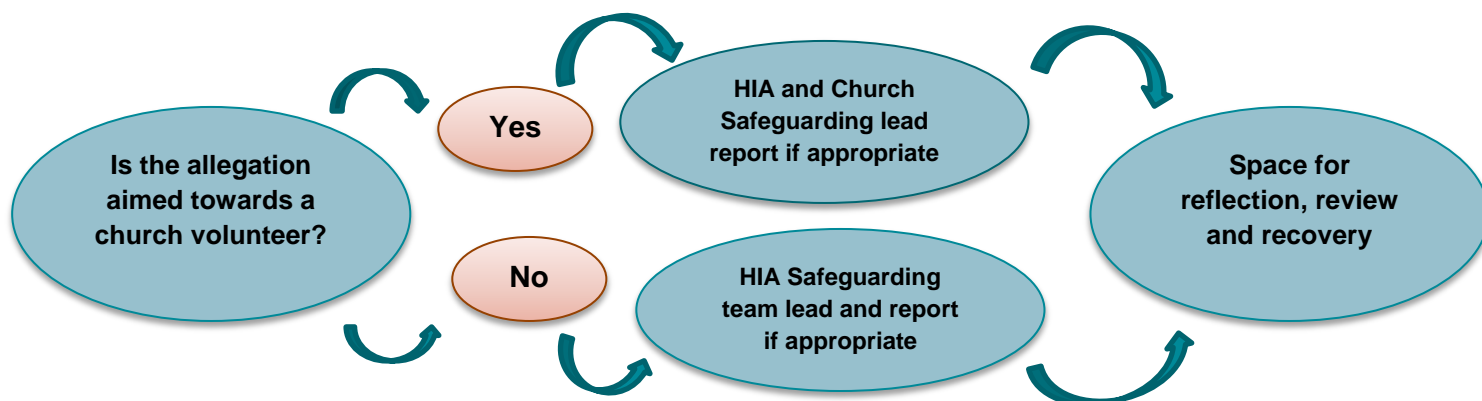 Is the allegation
aimed towards a
church volunteer?
Yes
HIA and Church
Safeguarding lead
report if appropriate
No
HIA Safeguarding
team lead and report
if appropriate
Space for
reflection, review
and recovery